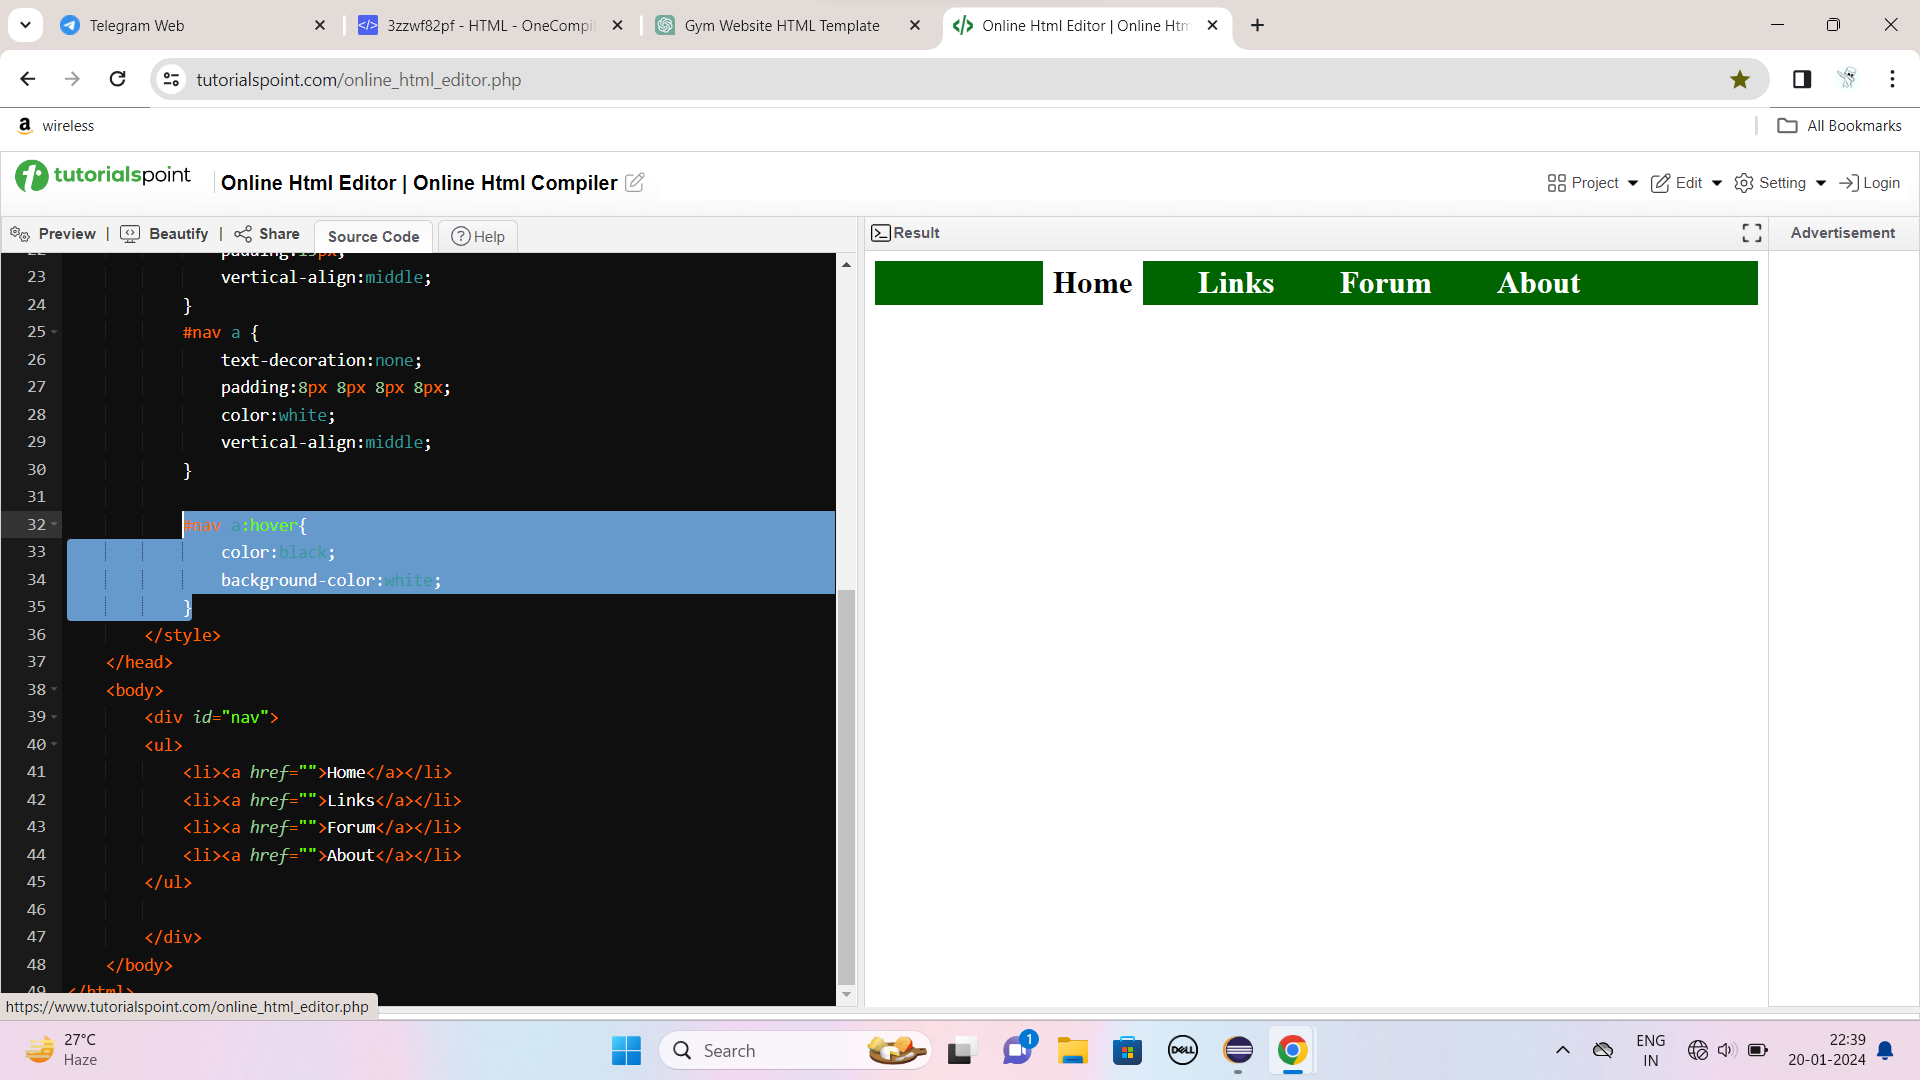 Telegram Web
3zzwf82pf - HTML - OneCompil
Gym Website HTML Template
Online Html Editor | Online Htm
tutorialspoint.com/online_html_editor.php
a wireless
All Bookmarks
tutorialspoint
Online Html Editor | Online Html Compiler
Project
Edit
Setting
Login
Preview | Beautify | Share
Source Code
Help
Result
Advertisement
22 padding:15px;
23 vertical-align:middle;
24 }
25 #nav a {
26 text-decoration:none;
27 padding:8px 8px 8px 8px;
28 color:white;
29 vertical-align:middle;
30 }
31
32 #nav a:hover{
33 color:black;
34 background-color:white;
35 }
36 </style>
37 </head>
38 <body>
39 <div id="nav">
40 <ul>
41 <li><a href="">Home</a></li>
42 <li><a href="">Links</a></li>
43 <li><a href="">Forum</a></li>
44 <li><a href="">About</a></li>
45 </ul>
46
47 </div>
48 </body>
49 </html>
Home Links Forum About
https://www.tutorialspoint.com/online_html_editor.php
27°C
Haze
Search
1
DELL
ENG
IN
22:39
20-01-2024